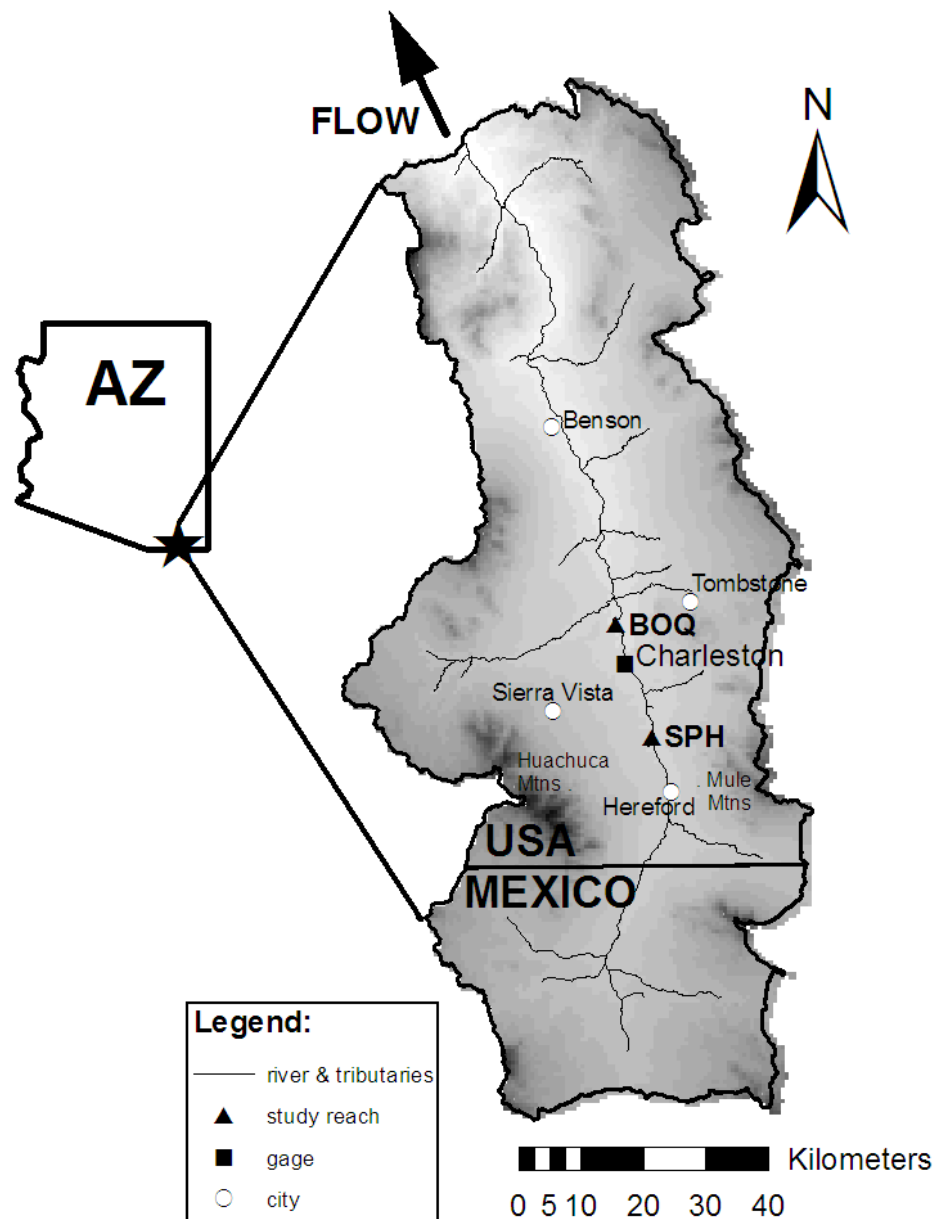 FLOW
N
AZ
Benson
Tombstone
BOQ
Charleston
Sierra Vista
SPH
Huachuca
Mtns .
. Mule
Mtns
Hereford
USA
MEXICO
Legend:
river & tributaries
study reach
gage
city
Kilometers
0 5 10 20 30 40